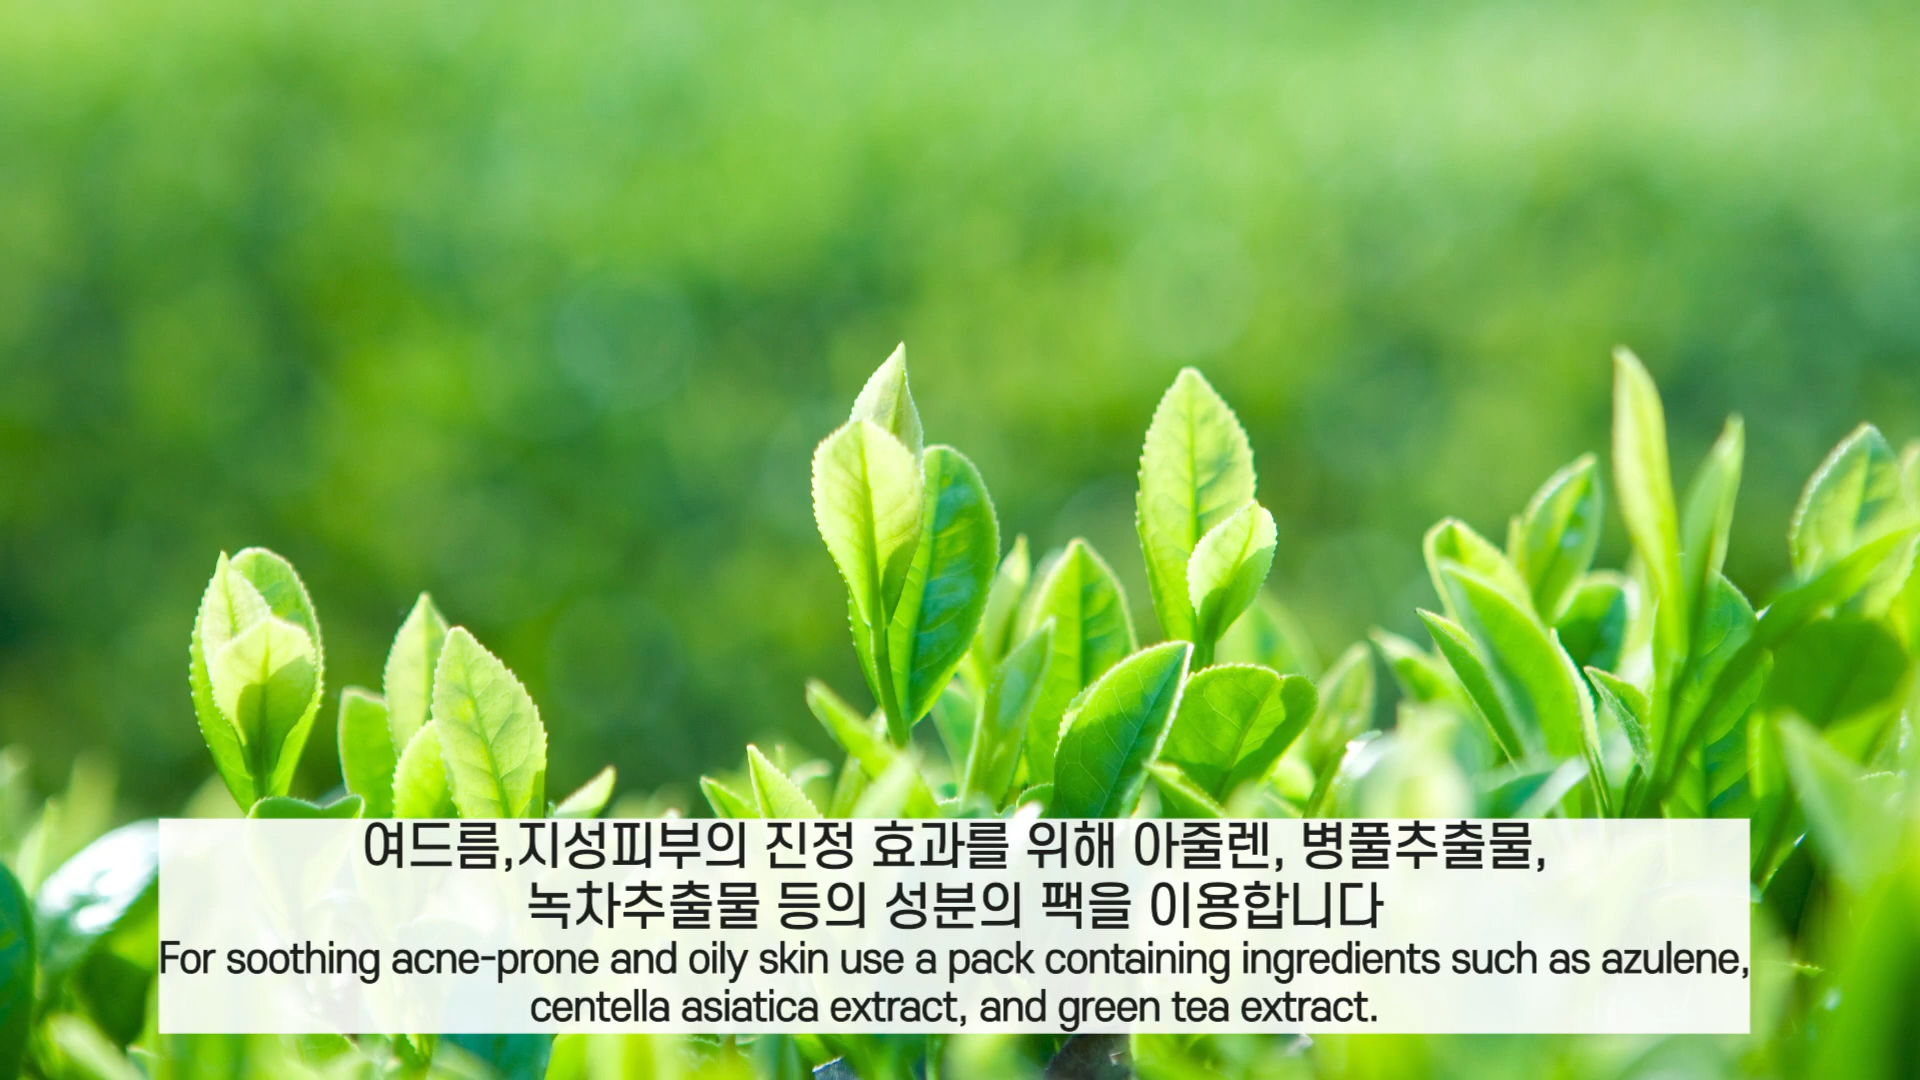 여드름,지성피부의 진정 효과를 위해 아줄렌, 병풀추출물,
녹차추출물 등의 성분의 팩을 이용합니다
For soothing acne-prone and oily skin use a pack containing ingredients such as azulene,
centella asiatica extract, and green tea extract.